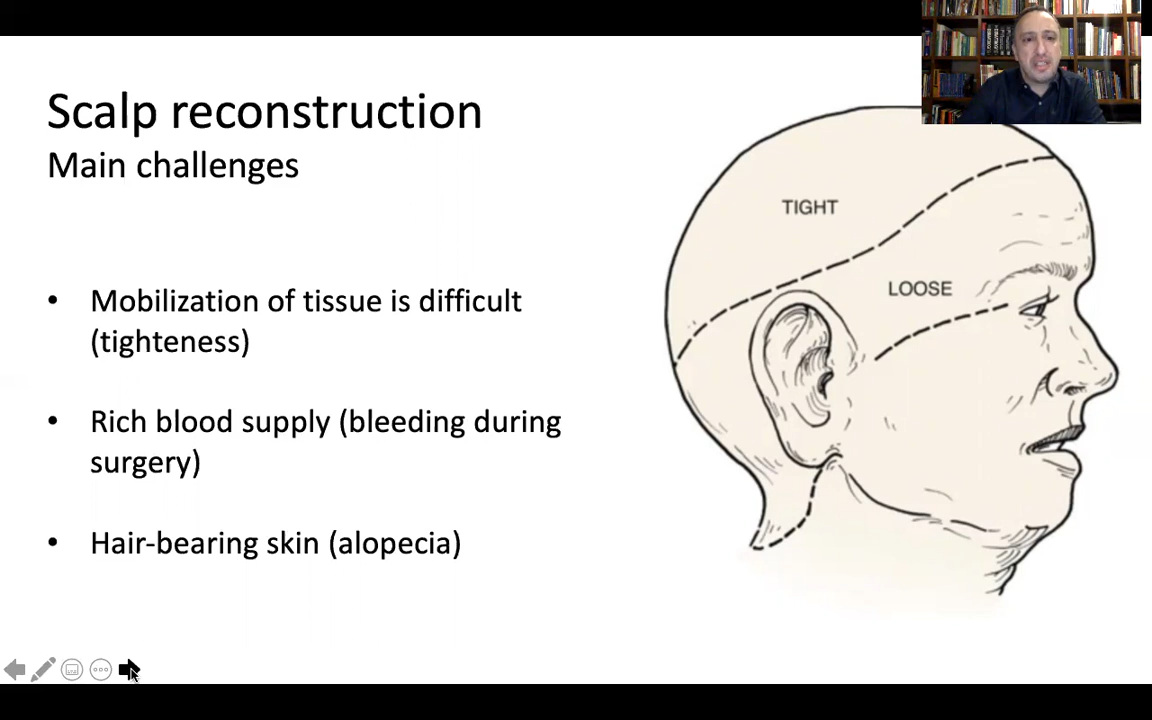 Scalp reconstruction
Main challenges
• Mobilization of tissue is difficult
(tighteness)
• Rich blood supply (bleeding during
surgery)
• Hair-bearing skin (alopecia)
TIGHT
LOOSE